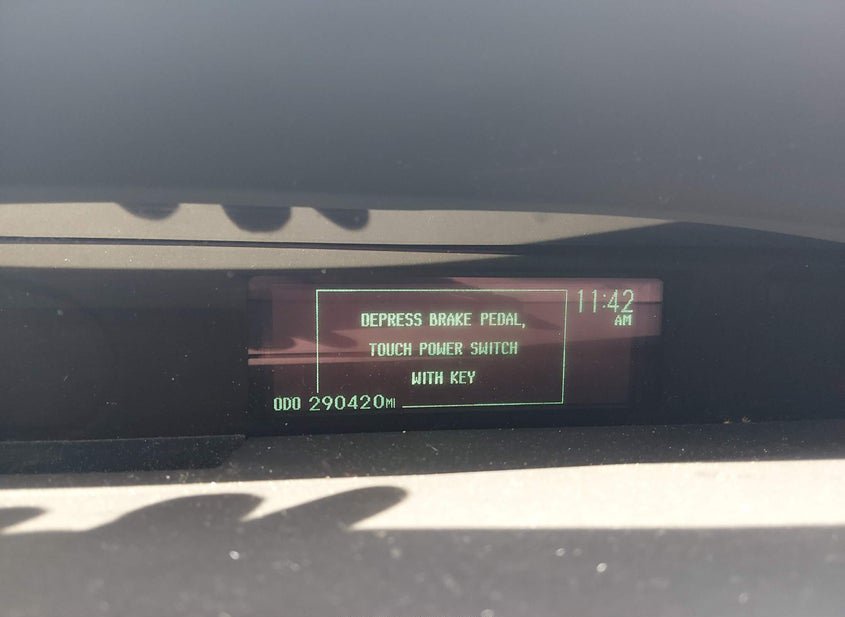 11:42
AM
DEPRESS BRAKE PEDAL,
TOUCH POWER SWITCH
WITH KEY
ODO 290420MI